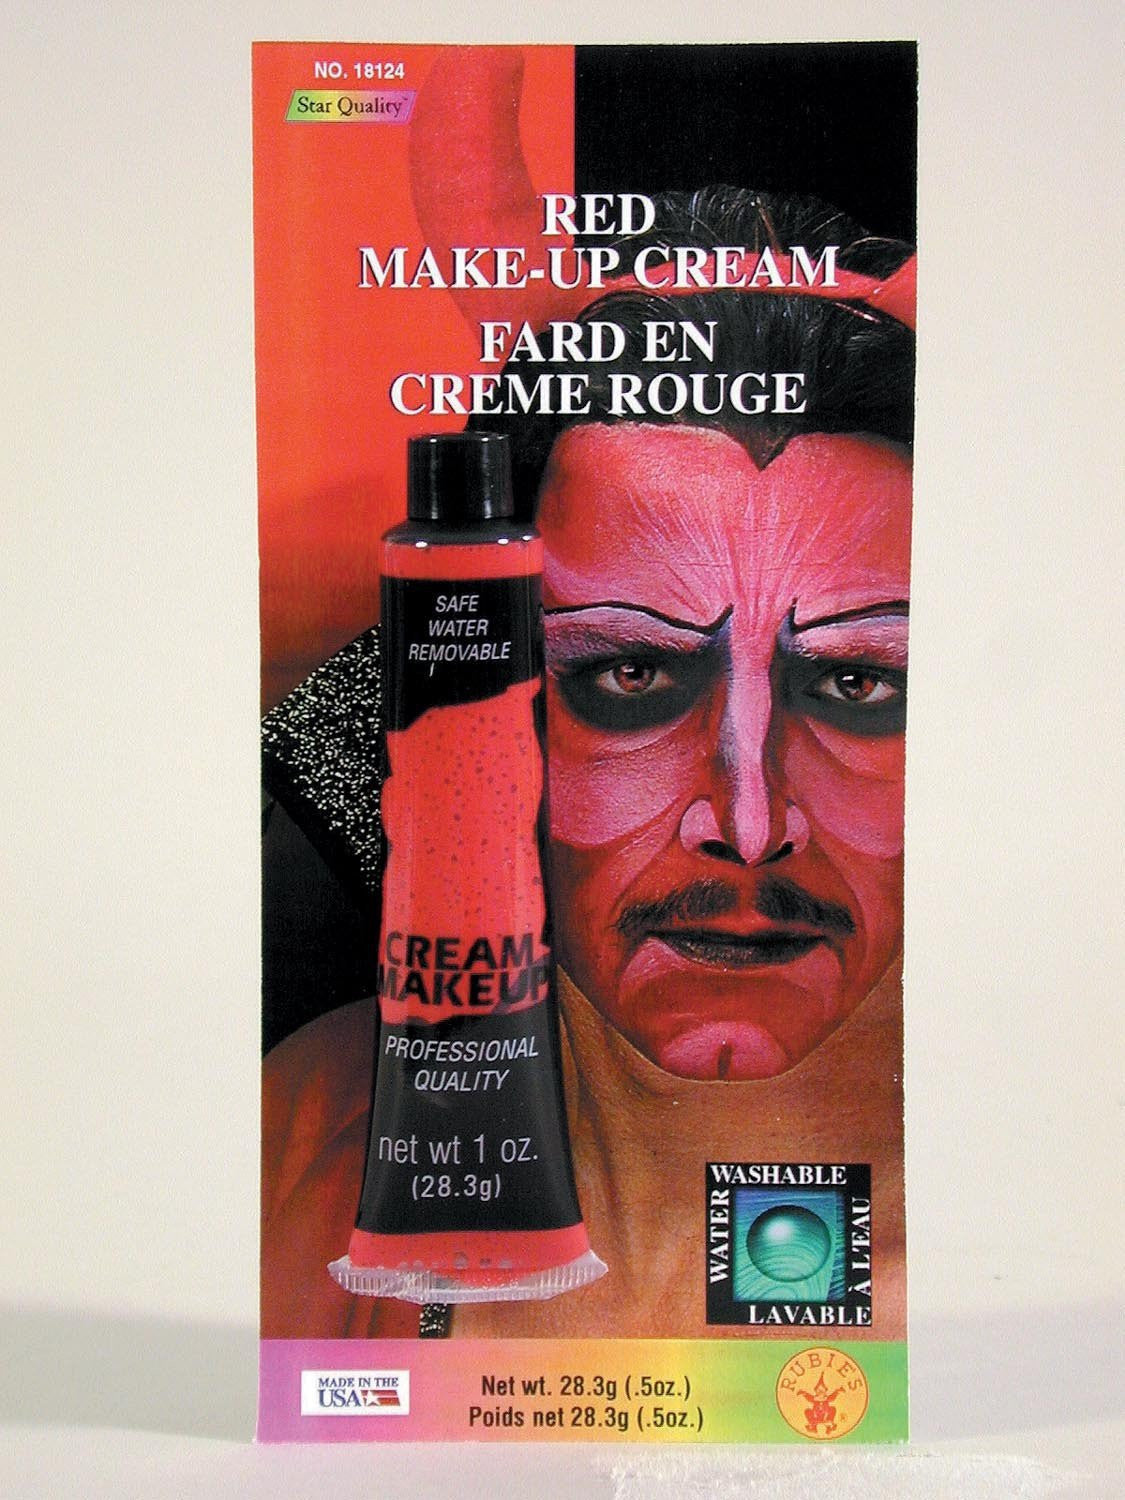 NO. 18124
Star Quality™
RED
MAKE-UP CREAM
FARD EN
CREME ROUGE
SAFE
WATER
REMOVABLE
CREAM
MAKEUP
PROFESSIONAL
QUALITY
net wt 1 oz.
(28.3g)
WATER
WASHABLE
LAVABLE
À L'EAU
MADE IN THE
USA
Net wt. 28.3g (.5oz.)
Poids net 28.3g (.5oz.)
RUBIE'S®